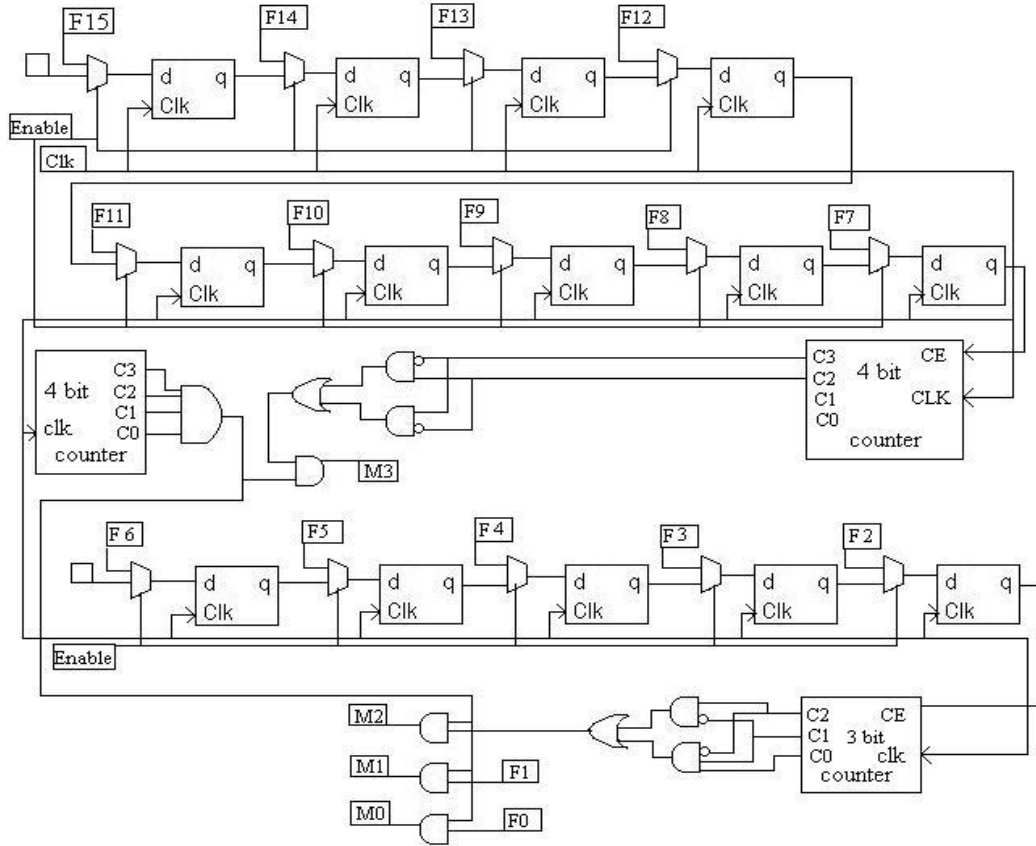 F15 F14 F13 F12
d q d q d q d q
Clk Clk Clk Clk
Enable
Clk
F11 F10 F9 F8 F7
d q d q d q d q d q
Clk Clk Clk Clk Clk
4 bit C3 C2 C1 C0
clk
counter
C3 CE
C2 4 bit
C1 CLK
C0
counter
M3
F 6 F5 F 4 F 3 F 2
d q d q d q d q d q
Clk Clk Clk Clk Clk
Enable
M2
C2 CE
C1 3 bit
C0 clk
counter
M1 F1
M0 F0